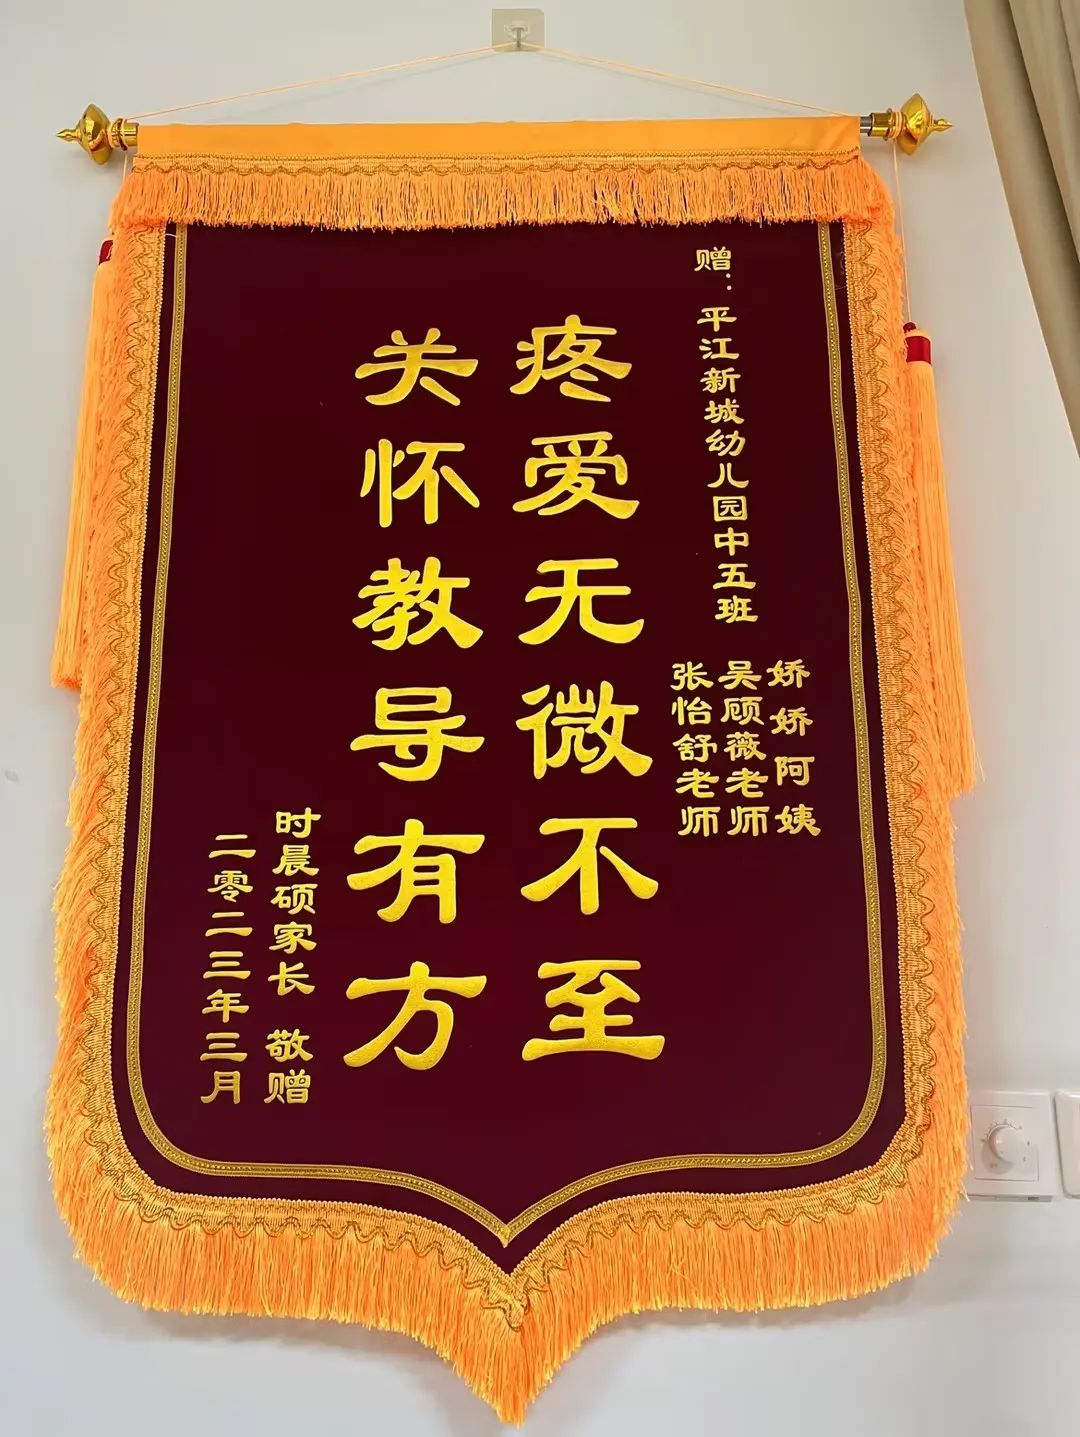 赠：平江新城幼儿园中五班
娇娇阿姨
吴顾薇老师
张怡舒老师
疼爱无微不至
关怀教导有方
时晨硕家长 敬赠
二零二三年三月